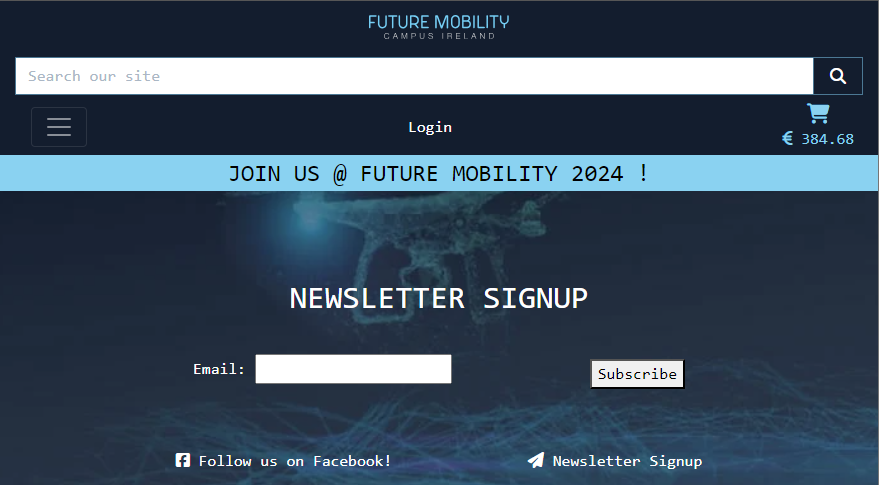 FUTURE MOBILITY
CAMPUS IRELAND
Search our site
Login
€ 384.68
JOIN US @ FUTURE MOBILITY 2024 !
NEWSLETTER SIGNUP
Email:
Subscribe
Follow us on Facebook!
Newsletter Signup